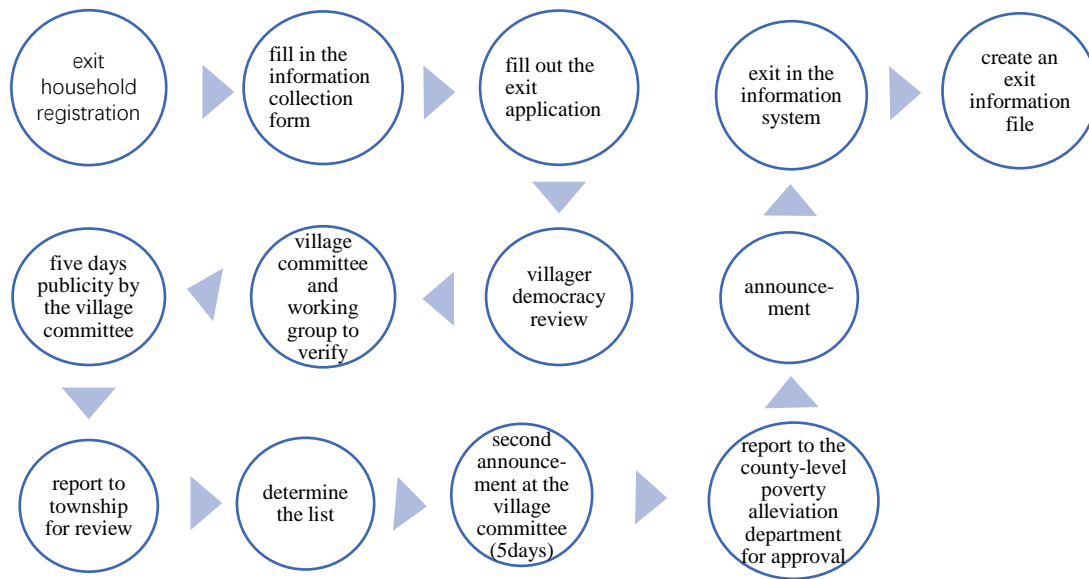 exit
household
registration
fill in the
information
collection
form
fill out the
exit
application
villager
democracy
review
village
committee
and
working
group to
verify
five days
publicity by
the village
committee
report to
township
for review
determine
the list
second
announce-
ment at the
village
committee
(5days)
report to the
county-level
poverty
alleviation
department
for approval
announce-
ment
exit in the
information
system
create an
exit
information
file